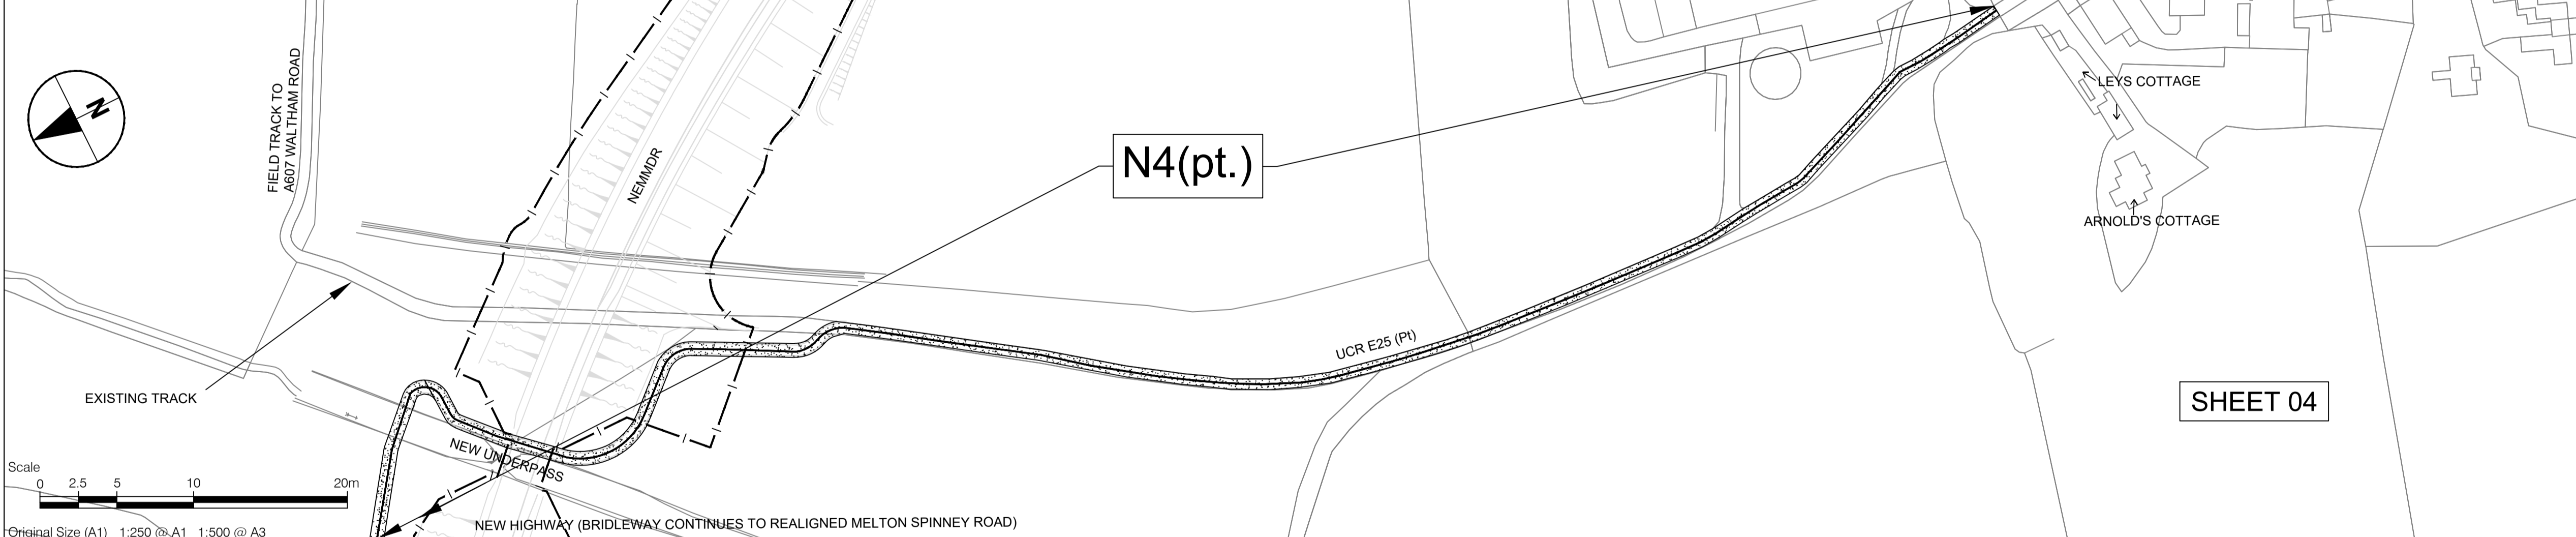 N
FIELD TRACK TO
A607 WALTHAM ROAD
NEMMDR
N4(pt.)
LEYS COTTAGE
ARNOLD'S COTTAGE
UCR E25 (Pt)
EXISTING TRACK
SHEET 04
NEW UNDERPASS
Scale
0 2.5 5 10 20m
NEW HIGHWAY (BRIDLEWAY CONTINUES TO REALIGNED MELTON SPINNEY ROAD)
Original Size (A1) 1:250 @ A1 1:500 @ A3